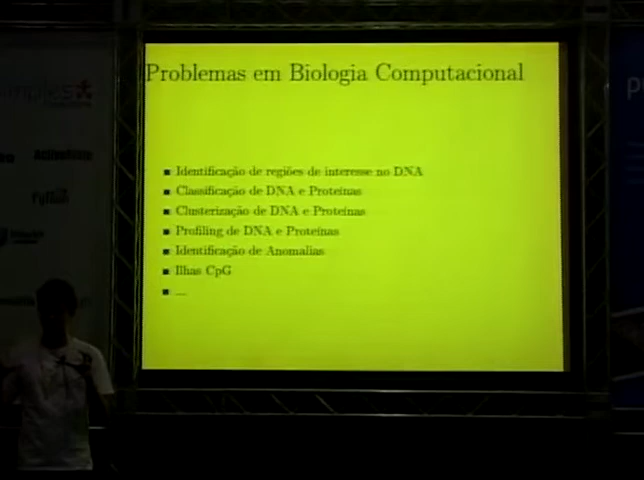 Problemas em Biologia Computacional
Identificação de regiões de interesse no DNA
Classificação de DNA e Proteínas
Clusterização de DNA e Proteínas
Profiling de DNA e Proteínas
Identificação de Anomalias
Ilhas CpG
...